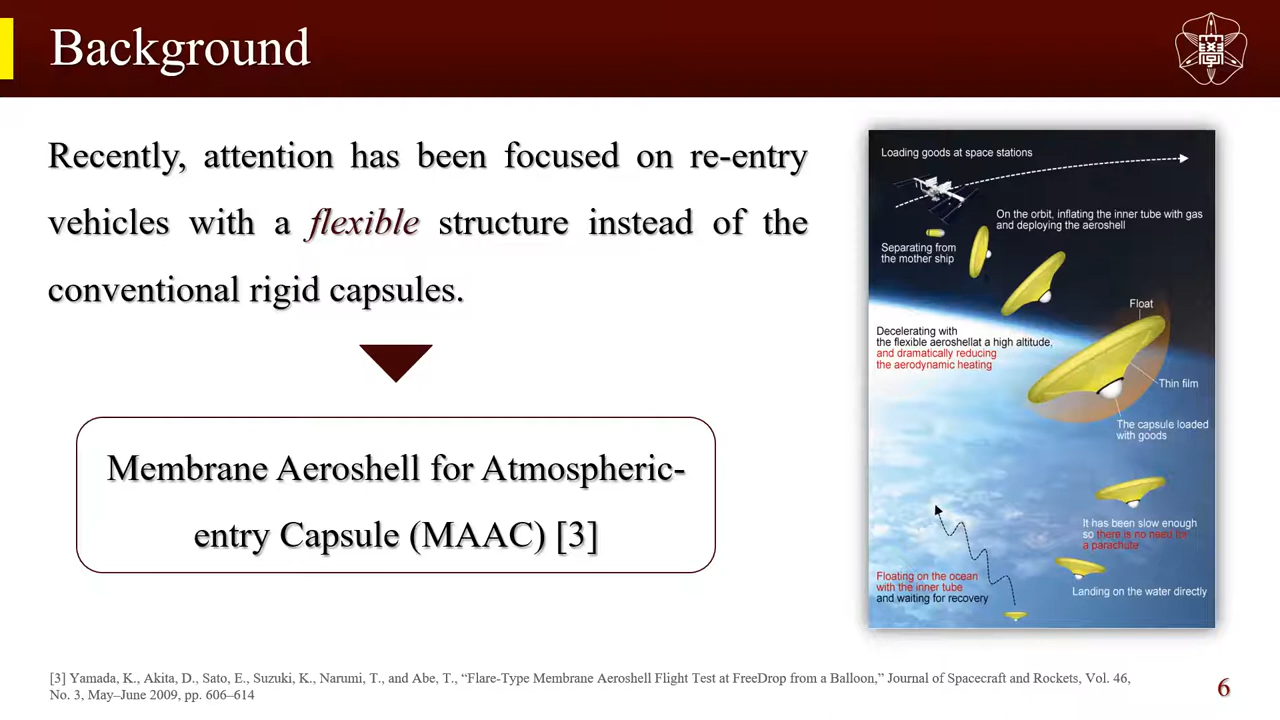 Background
Recently, attention has been focused on re-entry
vehicles with a flexible structure instead of the
conventional rigid capsules.
Membrane Aeroshell for Atmospheric-
entry Capsule (MAAC) [3]
Loading goods at space stations
On the orbit, inflating the inner tube with gas
and deploying the aeroshell
Separating from
the mother ship
Float
Decelerating with
the flexible aeroshellat a high altitude,
and dramatically reducing
the aerodynamic heating
Thin film
The capsule loaded
with goods
It has been slow enough
so there is no need for
a parachute
Floating on the ocean
with the inner tube
and waiting for recovery
Landing on the water directly
[3] Yamada, K., Akita, D., Sato, E., Suzuki, K., Narumi, T., and Abe, T., “Flare-Type Membrane Aeroshell Flight Test at FreeDrop from a Balloon,” Journal of Spacecraft and Rockets, Vol. 46,
No. 3, May–June 2009, pp. 606–614
6